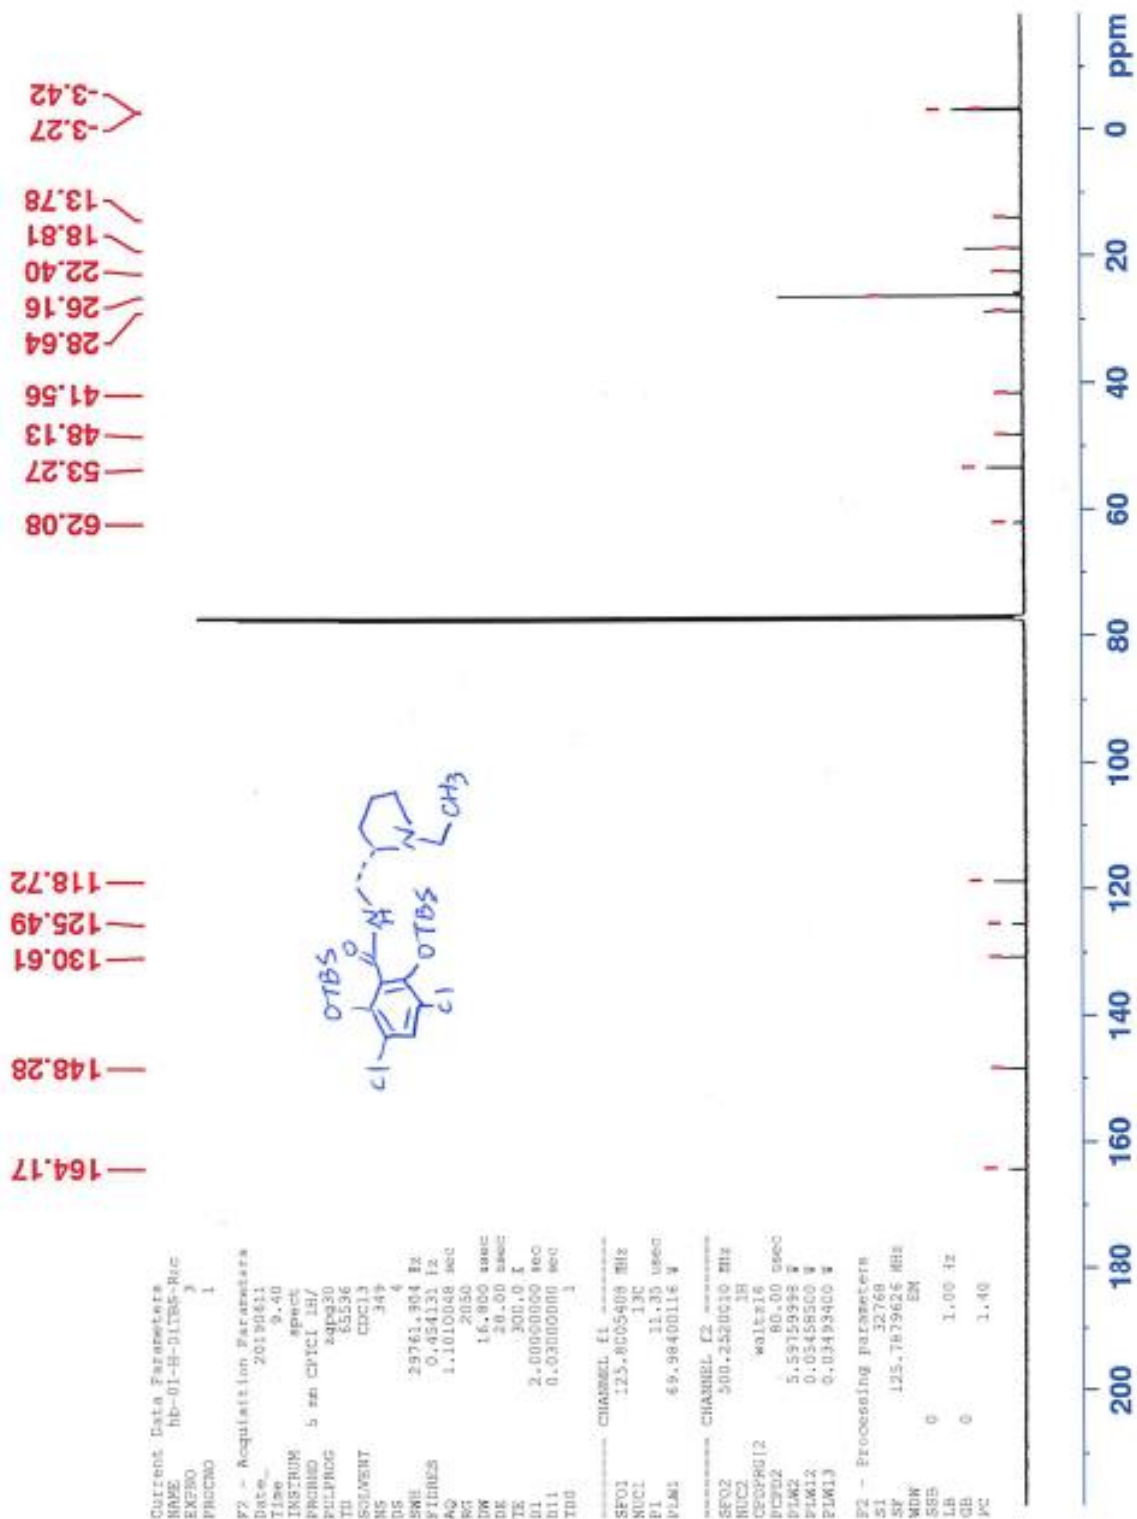 -3.42
-3.27
13.78
18.81
22.40
26.16
28.64
41.56
48.13
53.27
62.08
118.72
125.49
130.61
148.28
164.17
OTBS
O
Cl
N
H
N
CH3
OTBS
Cl
Current Data Parameters
NAME
EXPNO 3
PROCNO 1
F2 - Acquisition Parameters
Date_ 20190411
Time 9.40
INSTRUM spect
PROBHD 5 mm CPTCI 1H/
PULPROG zgpg30
TD 65536
SOLVENT CDCl3
NS 349
DS 4
SWH 29761.904 Hz
FIDRES 0.454131 Hz
AQ 1.1010048 sec
RG 2050
DW 16.800 usec
DE 20.00 usec
TE 300.0 K
D1 2.00000000 sec
D11 0.03000000 sec
TD0 1
======== CHANNEL f1 ========
SFO1 125.8005408 MHz
NUC1 13C
P1 11.35 usec
PLW1 69.98400116 W
======== CHANNEL f2 ========
SFO2 500.2520010 MHz
NUC2 1H
CPDPRG[2 waltz16
PCPD2 80.00 usec
PLW2 5.59759998 W
PLW12
PLW13
F2 - Processing parameters
SI 32768
SF 125.7879626 MHz
WDW EM
SSB 0
LB 1.00 Hz
GB 0
PC 1.40
200 180 160 140 120 100 80 60 40 20 0 ppm